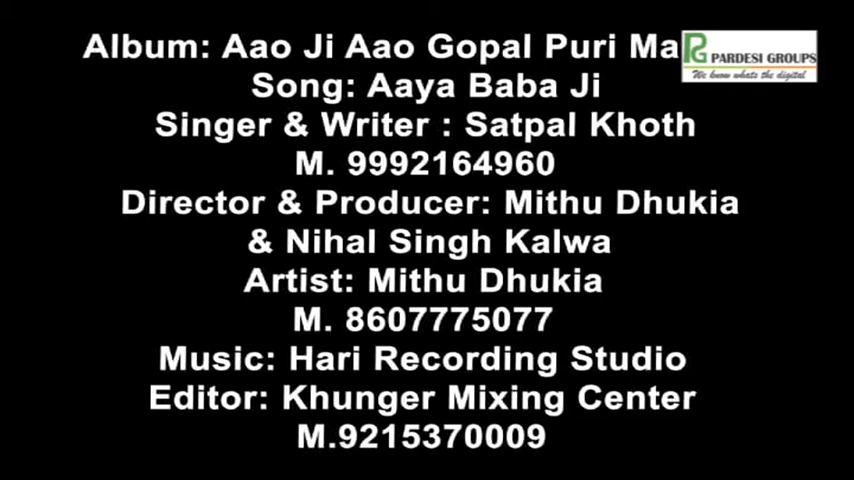 Album: Aao Ji Aao Gopal Puri
Song: Aaya Baba Ji
Singer & Writer : Satpal Khoth
M. 9992164960
Director & Producer: Mithu Dhukia
& Nihal Singh Kalwa
Artist: Mithu Dhukia
M. 8607775077
Music: Hari Recording Studio
Editor: Khunger Mixing Center
M.9215370009
PG PARDESI GROUPS
We know whats the digital